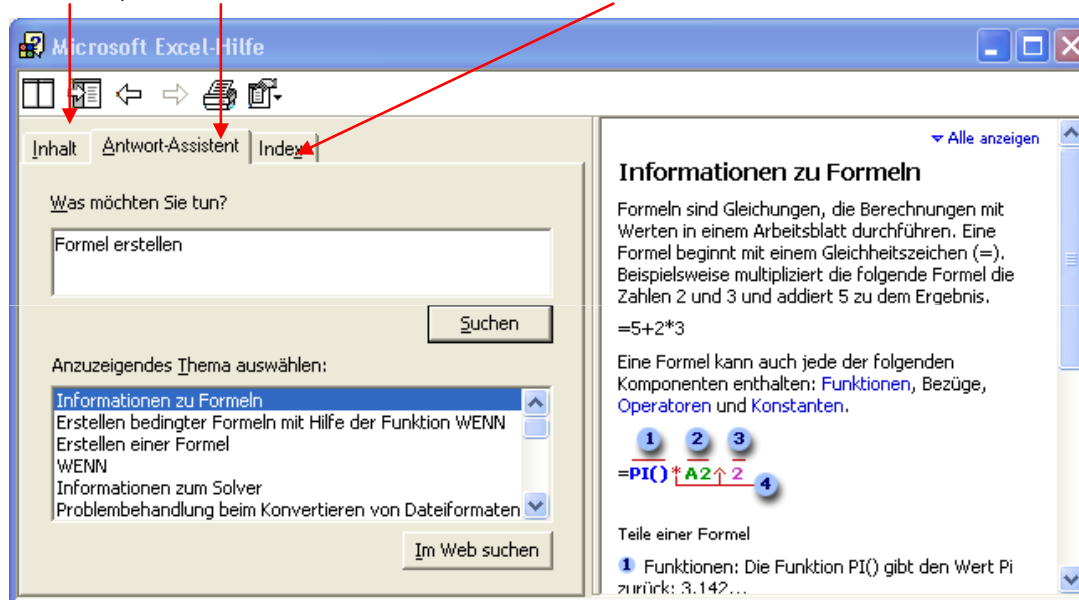 Microsoft Excel-Hilfe
Inhalt Antwort-Assistent Index
Was möchten Sie tun?
Formel erstellen
Suchen
Anzuzeigendes Thema auswählen:
Informationen zu Formeln
Erstellen bedingter Formeln mit Hilfe der Funktion WENN
Erstellen einer Formel
WENN
Informationen zum Solver
Problembehandlung beim Konvertieren von Dateiformaten
Im Web suchen
Alle anzeigen
Informationen zu Formeln
Formeln sind Gleichungen, die Berechnungen mit
Werten in einem Arbeitsblatt durchführen. Eine
Formel beginnt mit einem Gleichheitszeichen (=).
Beispielsweise multipliziert die folgende Formel die
Zahlen 2 und 3 und addiert 5 zu dem Ergebnis.
=5+2*3
Eine Formel kann auch jede der folgenden
Komponenten enthalten: Funktionen, Bezüge,
Operatoren und Konstanten.
1 2 3
=PI()*A2↑2
4
Teile einer Formel
1 Funktionen: Die Funktion PI() gibt den Wert Pi
zurück: 3.142...